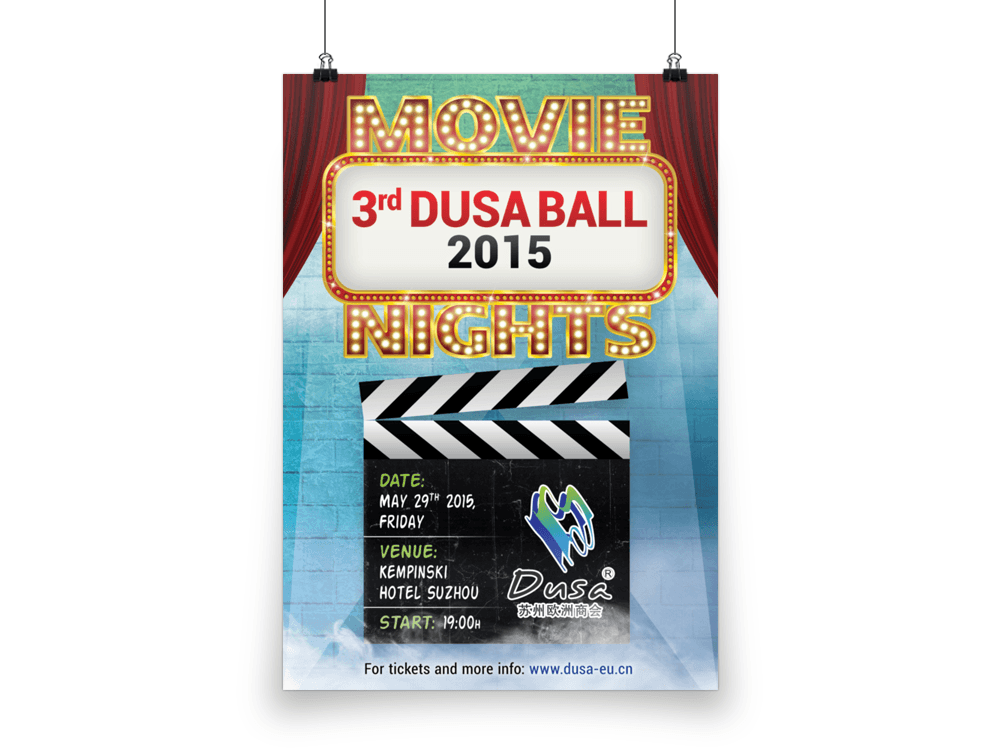 MOVIE
3rd DUSA BALL
2015
NIGHTS
DATE:
MAY 29TH 2015,
FRIDAY
VENUE:
KEMPINSKI
HOTEL SUZHOU
START: 19:00H
Dusa®
苏州欧洲商会
For tickets and more info: www.dusa-eu.cn